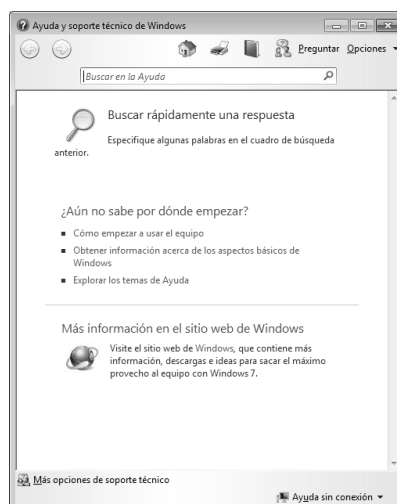 Ayuda y soporte técnico de Windows
Preguntar Opciones
Buscar en la Ayuda
Buscar rápidamente una respuesta
Especifique algunas palabras en el cuadro de búsqueda
anterior.
¿Aún no sabe por dónde empezar?
Cómo empezar a usar el equipo
Obtener información acerca de los aspectos básicos de
Windows
Explorar los temas de Ayuda
Más información en el sitio web de Windows
Visite el sitio web de Windows, que contiene más
información, descargas e ideas para sacar el máximo
provecho al equipo con Windows 7.
Más opciones de soporte técnico
Ayuda sin conexión